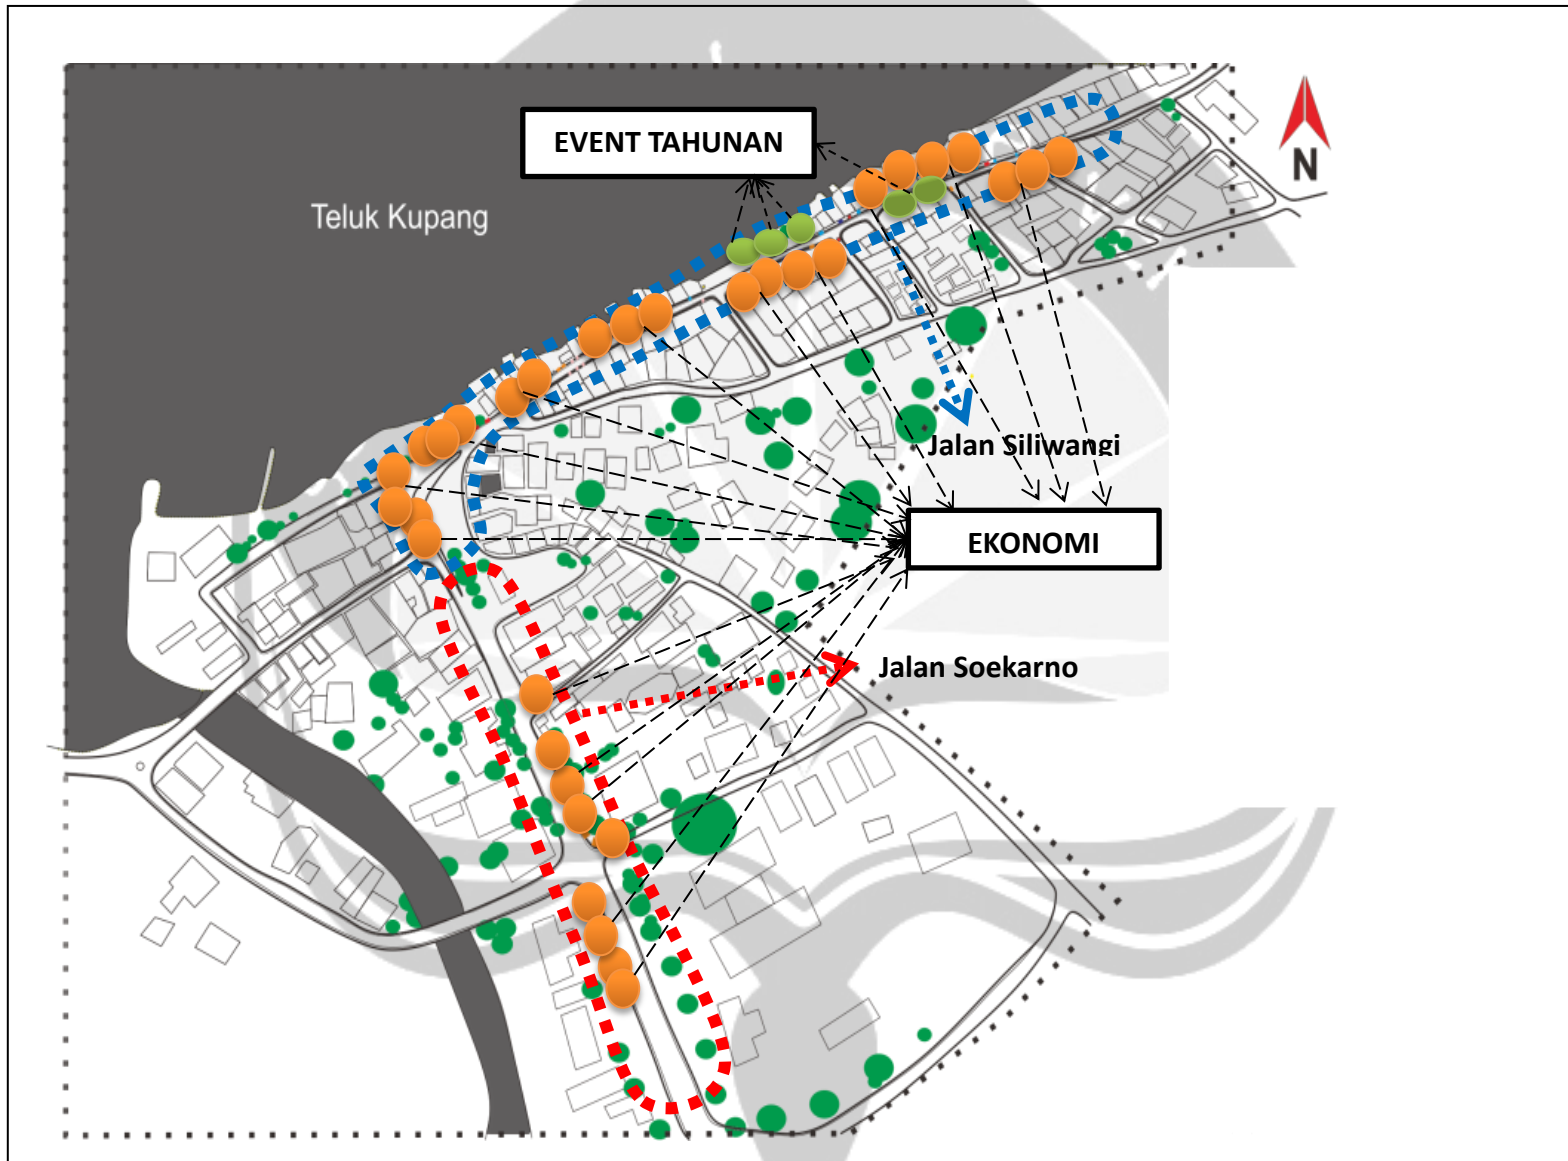 EVENT TAHUNAN
N
Teluk Kupang
Jalan Siliwangi
EKONOMI
Jalan Soekarno